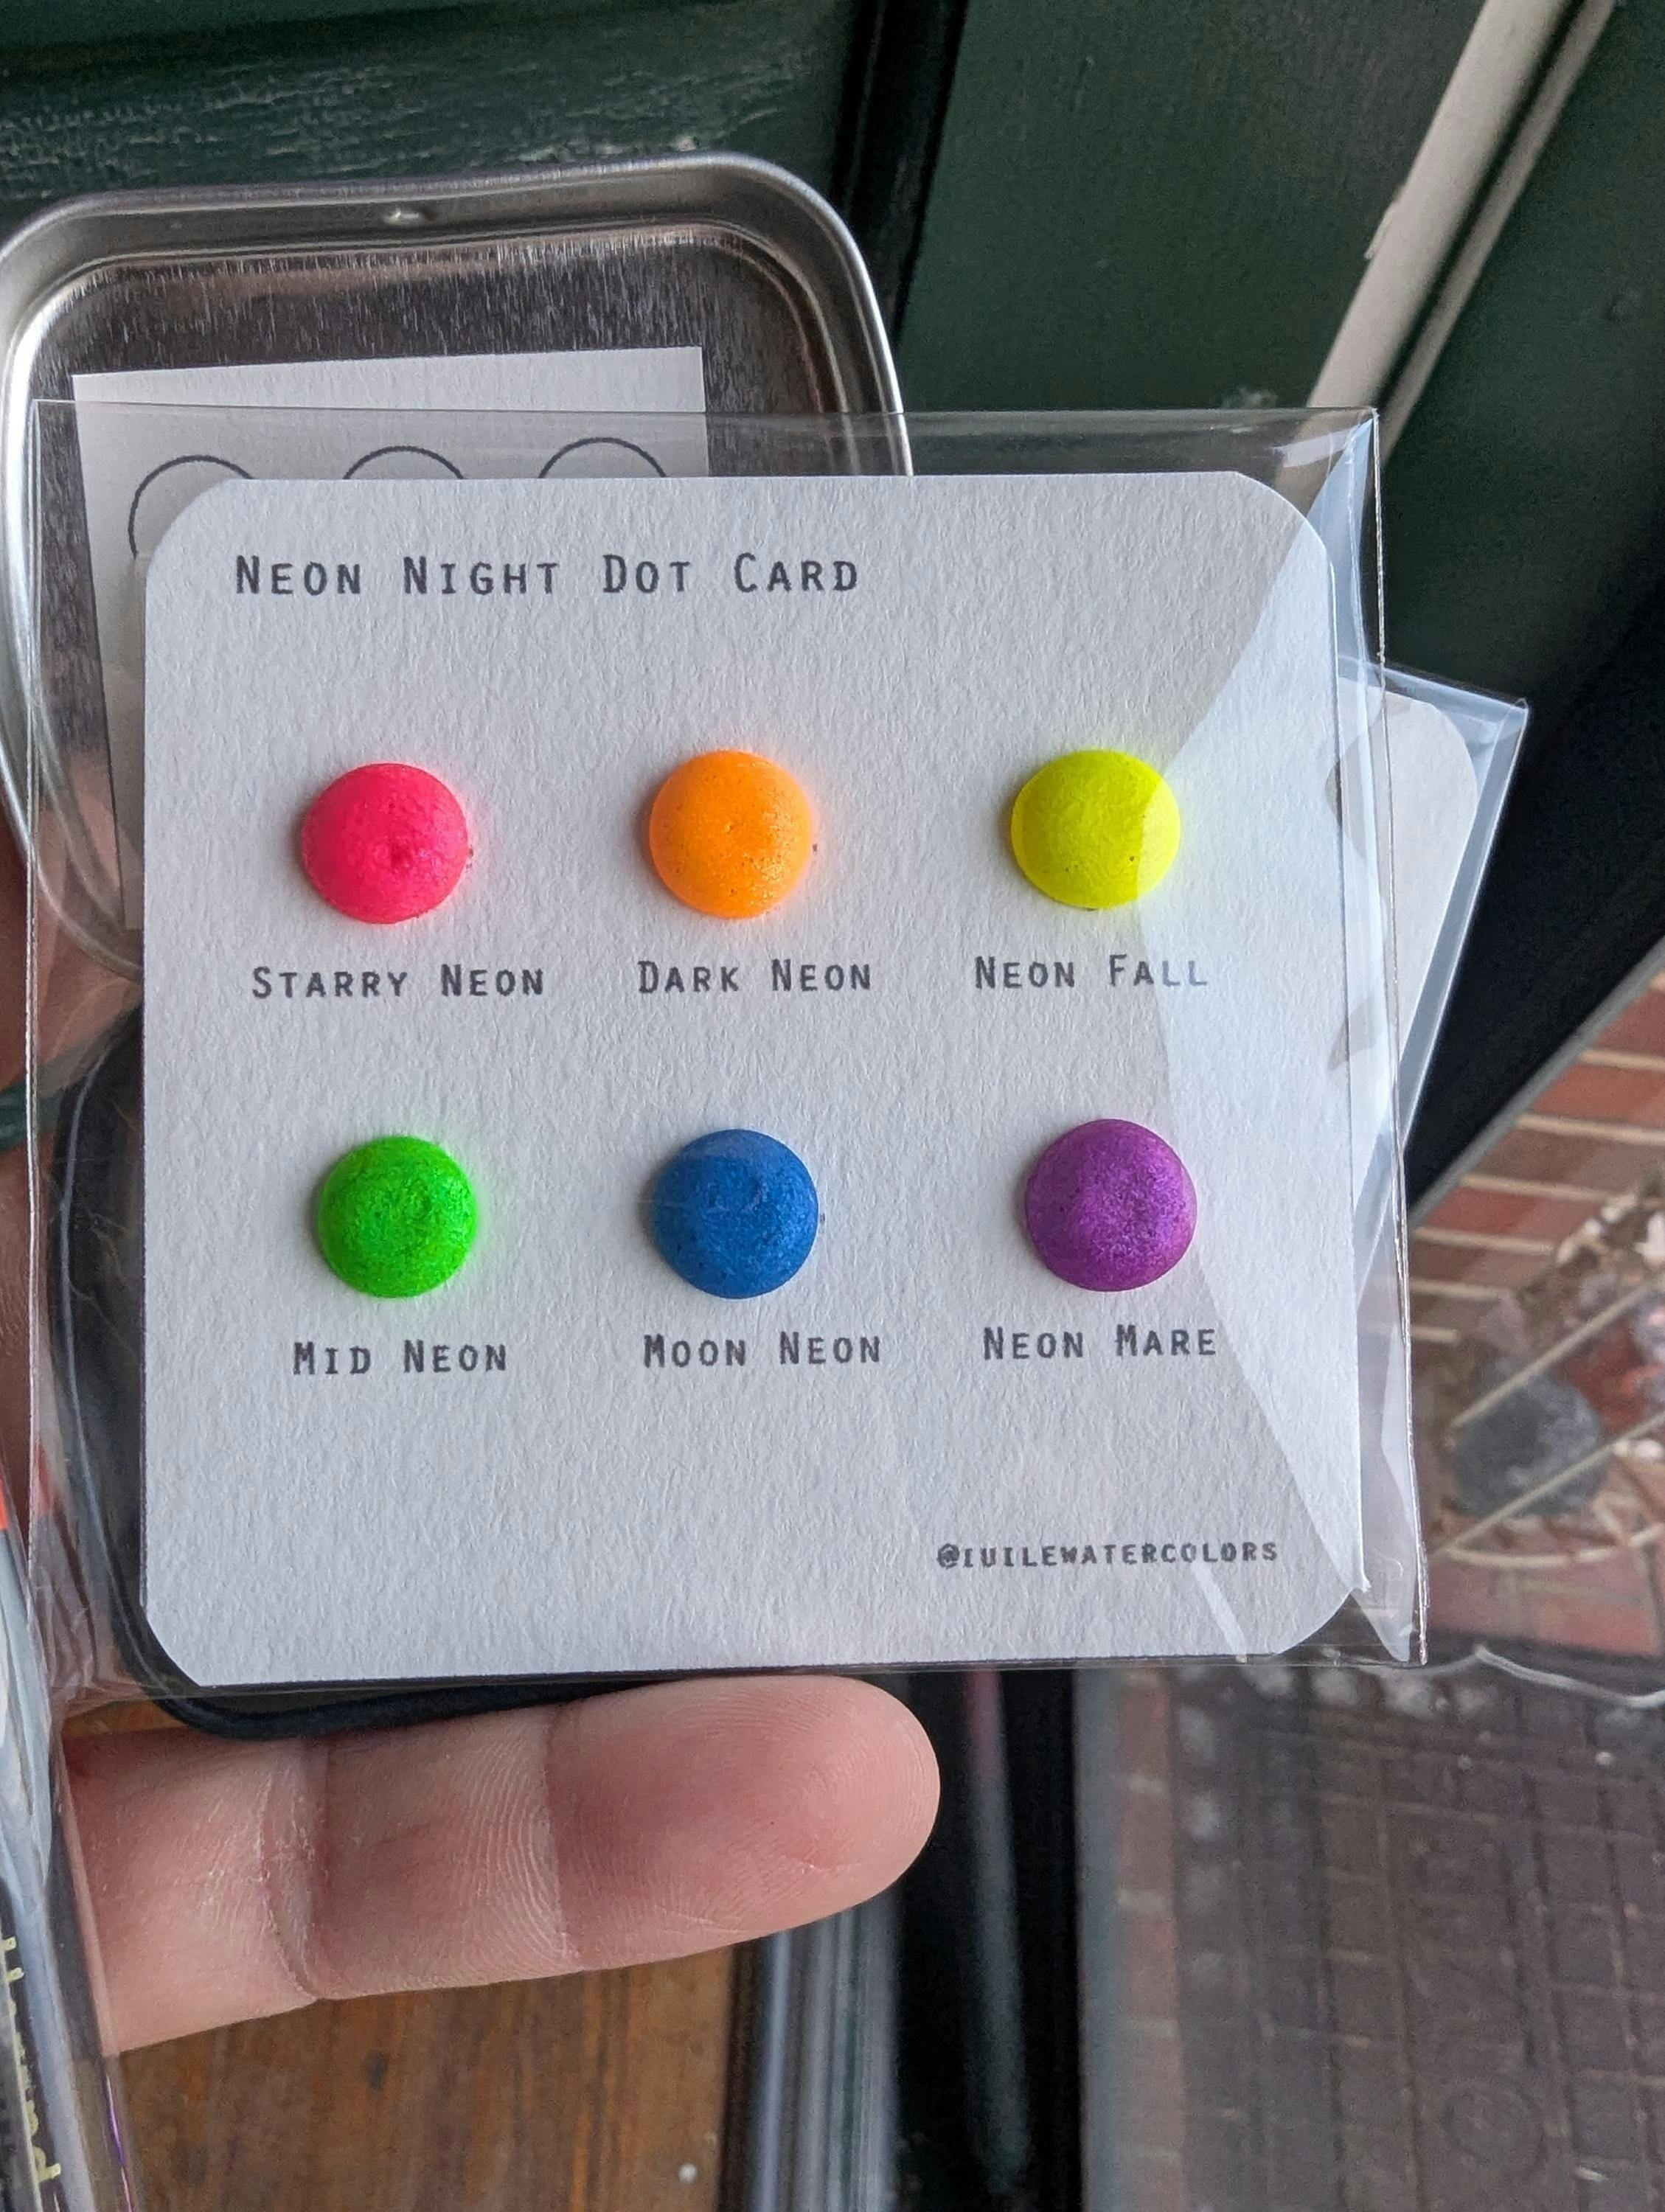 Neon Night Dot Card
Starry Neon Dark Neon Neon Fall
Mid Neon Moon Neon Neon Mare
@IUILEWATERCOLORS